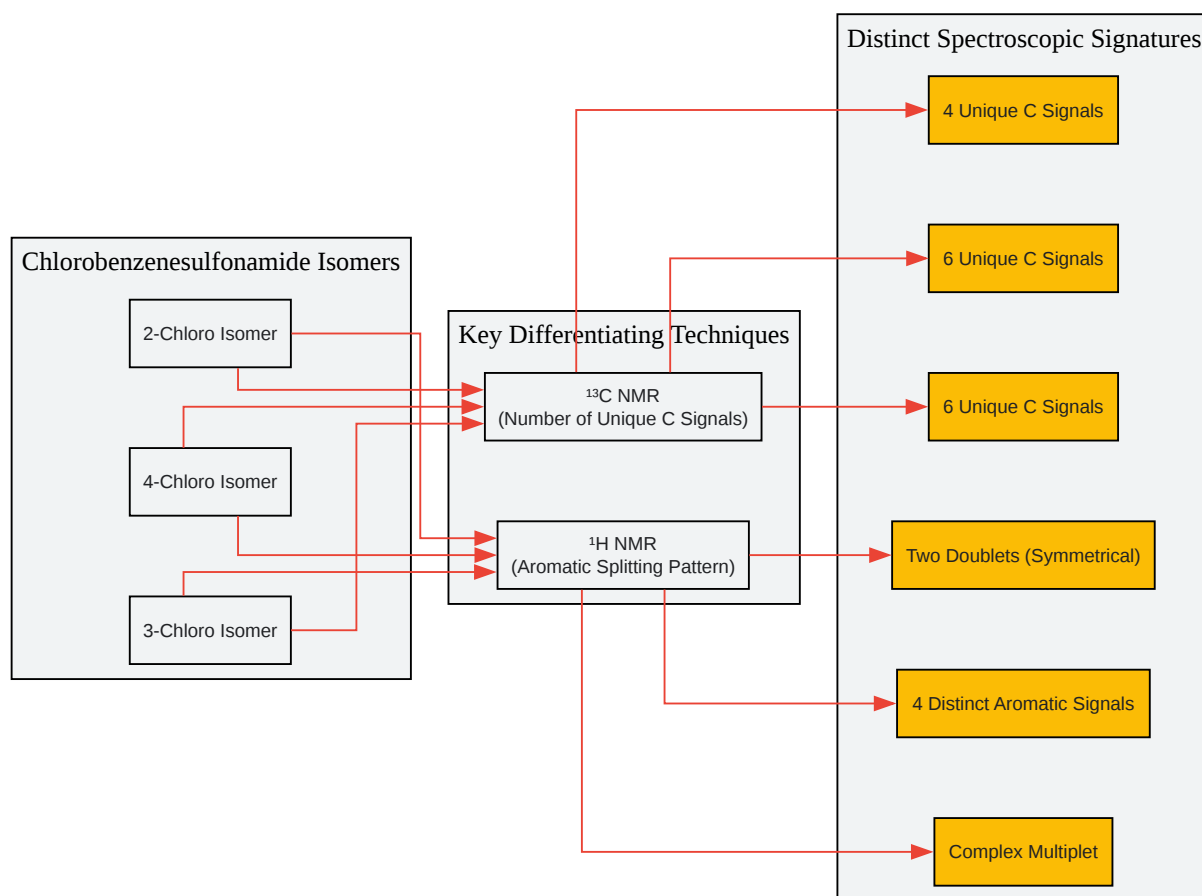 Chlorobenzenesulfonamide Isomers
2-Chloro Isomer
4-Chloro Isomer
3-Chloro Isomer
Key Differentiating Techniques
¹³C NMR
(Number of Unique C Signals)
¹H NMR
(Aromatic Splitting Pattern)
Distinct Spectroscopic Signatures
4 Unique C Signals
6 Unique C Signals
6 Unique C Signals
Two Doublets (Symmetrical)
4 Distinct Aromatic Signals
Complex Multiplet